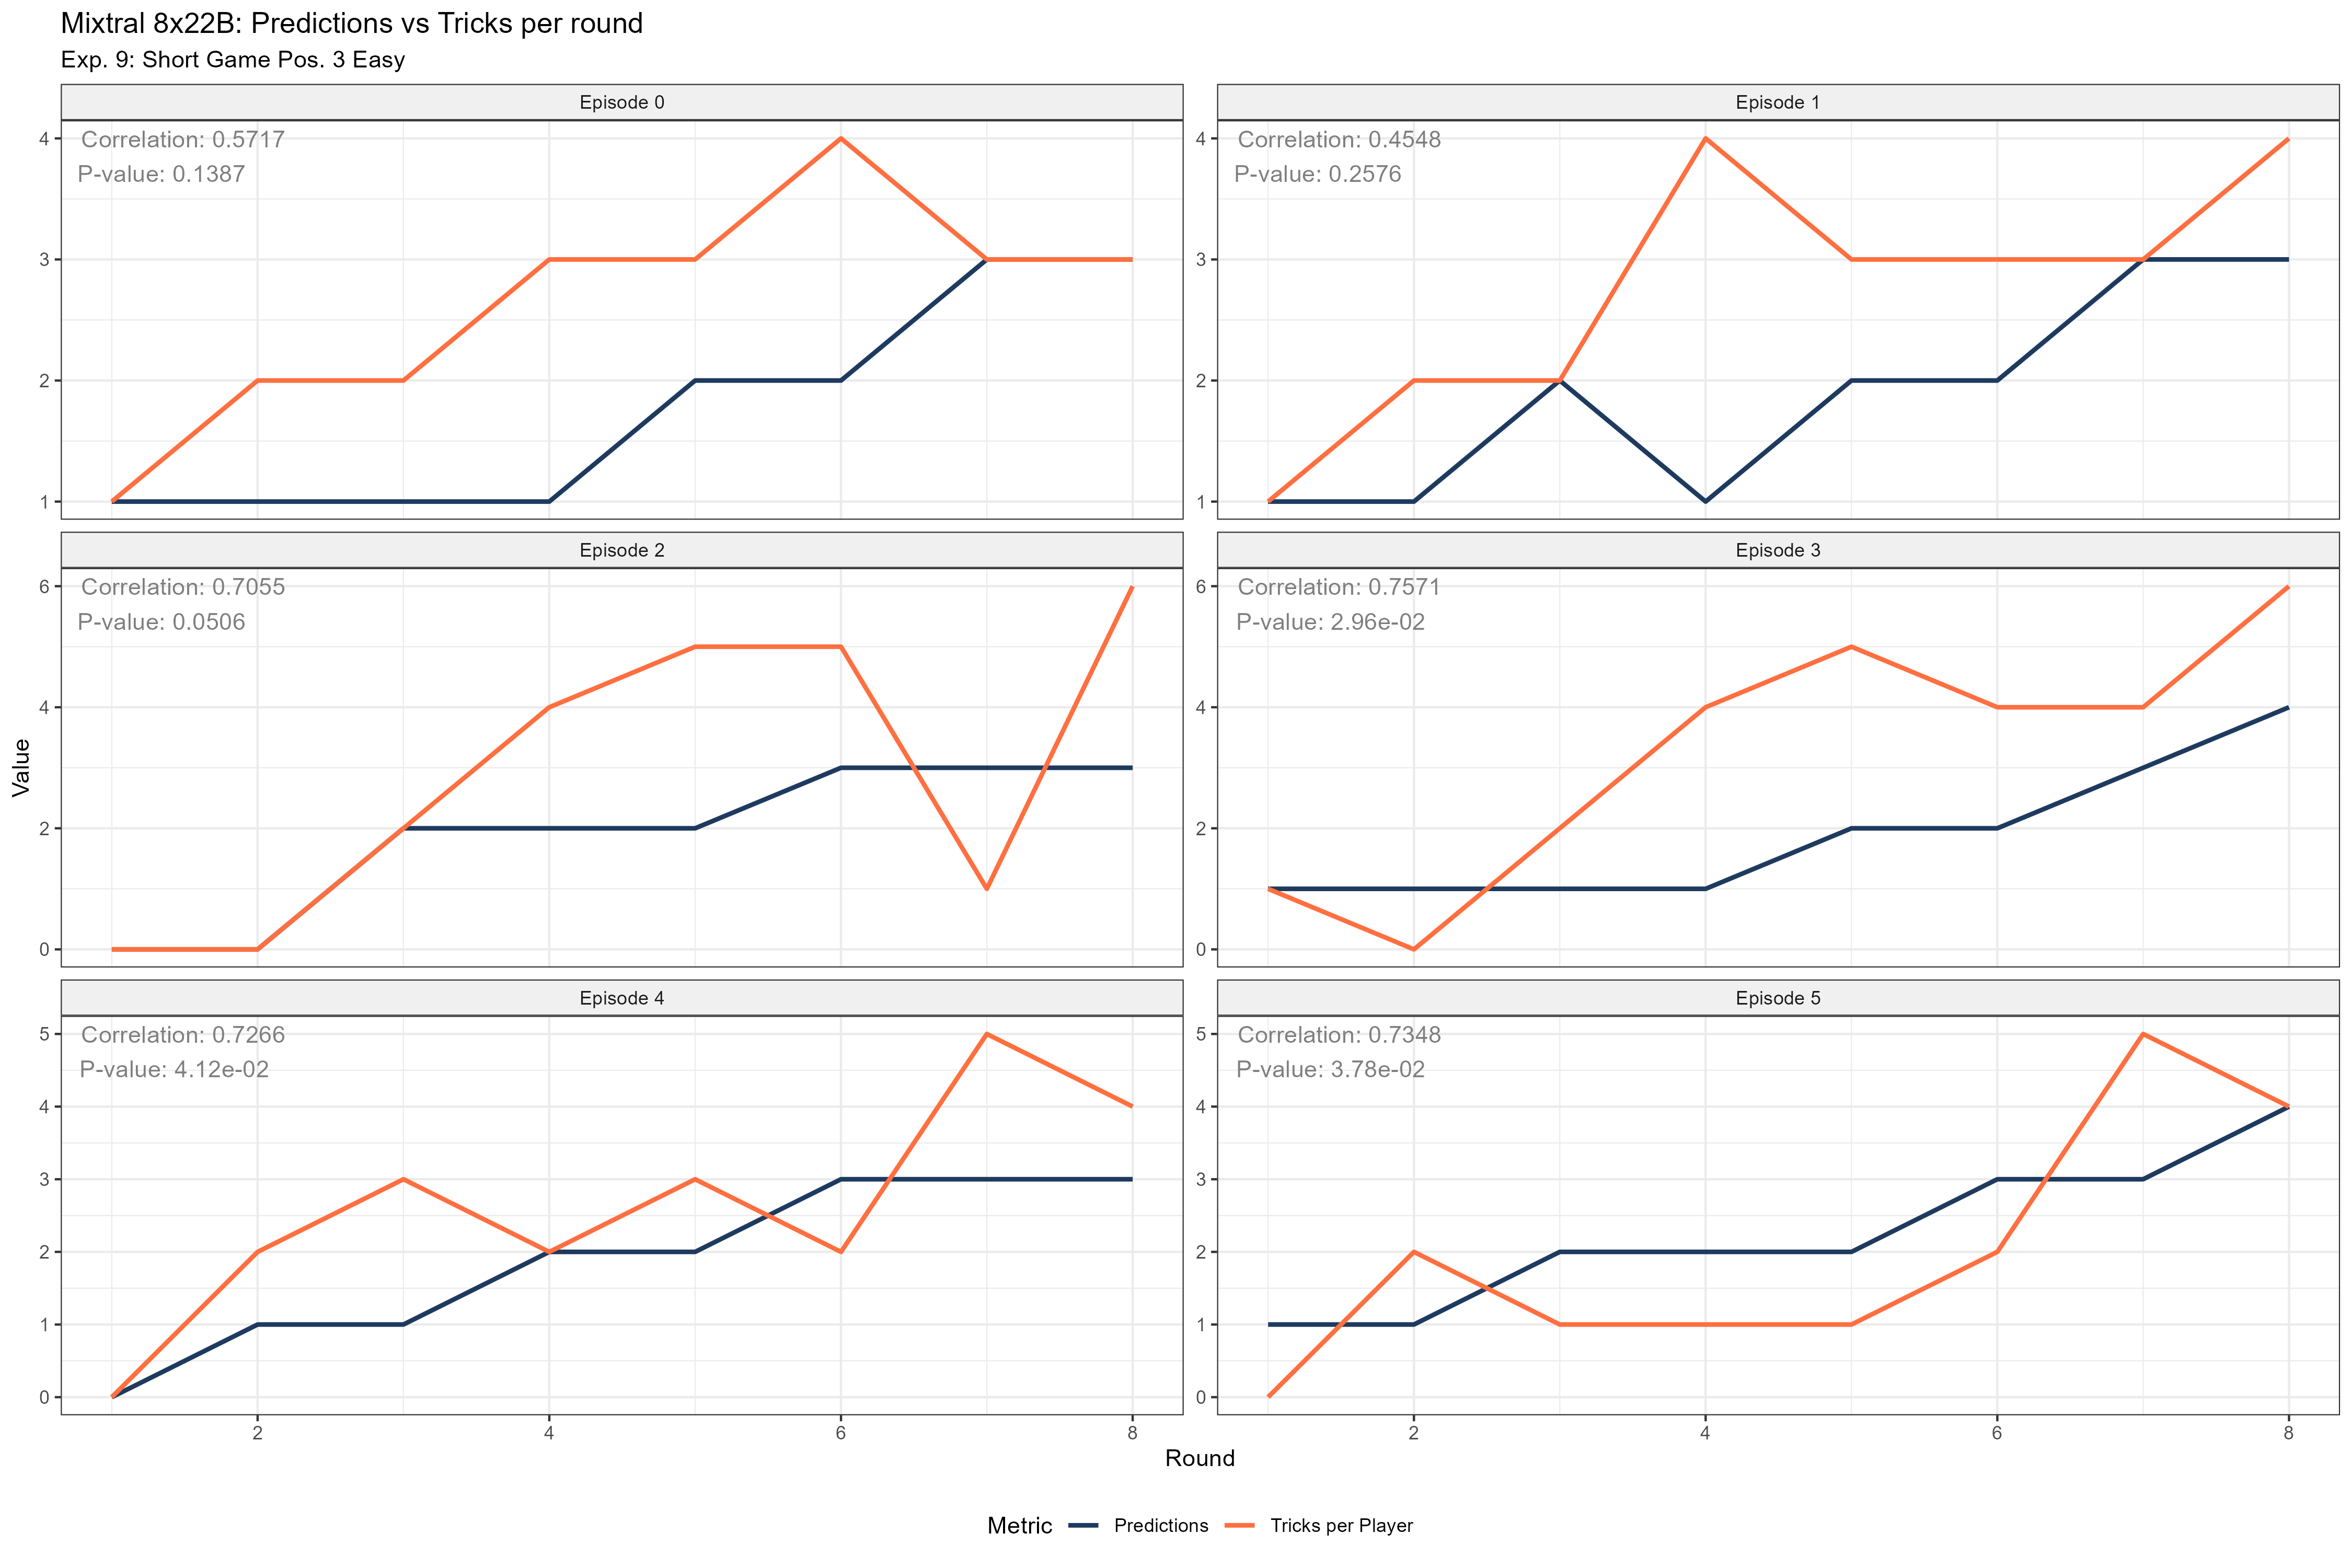 Mixtral 8x22B: Predictions vs Tricks per round
Exp. 9: Short Game Pos. 3 Easy
Episode 0
Correlation: 0.5717
P-value: 0.1387
4
3
2
1
Episode 1
Correlation: 0.4548
P-value: 0.2576
4
3
2
1
Episode 2
Correlation: 0.7055
P-value: 0.0506
6
4
2
0
Episode 3
Correlation: 0.7571
P-value: 2.96e-02
6
4
2
0
Episode 4
Correlation: 0.7266
P-value: 4.12e-02
5
4
3
2
1
0
2 4 6 8
Episode 5
Correlation: 0.7348
P-value: 3.78e-02
5
4
3
2
1
0
2 4 6 8
Value
Round
Metric Predictions Tricks per Player